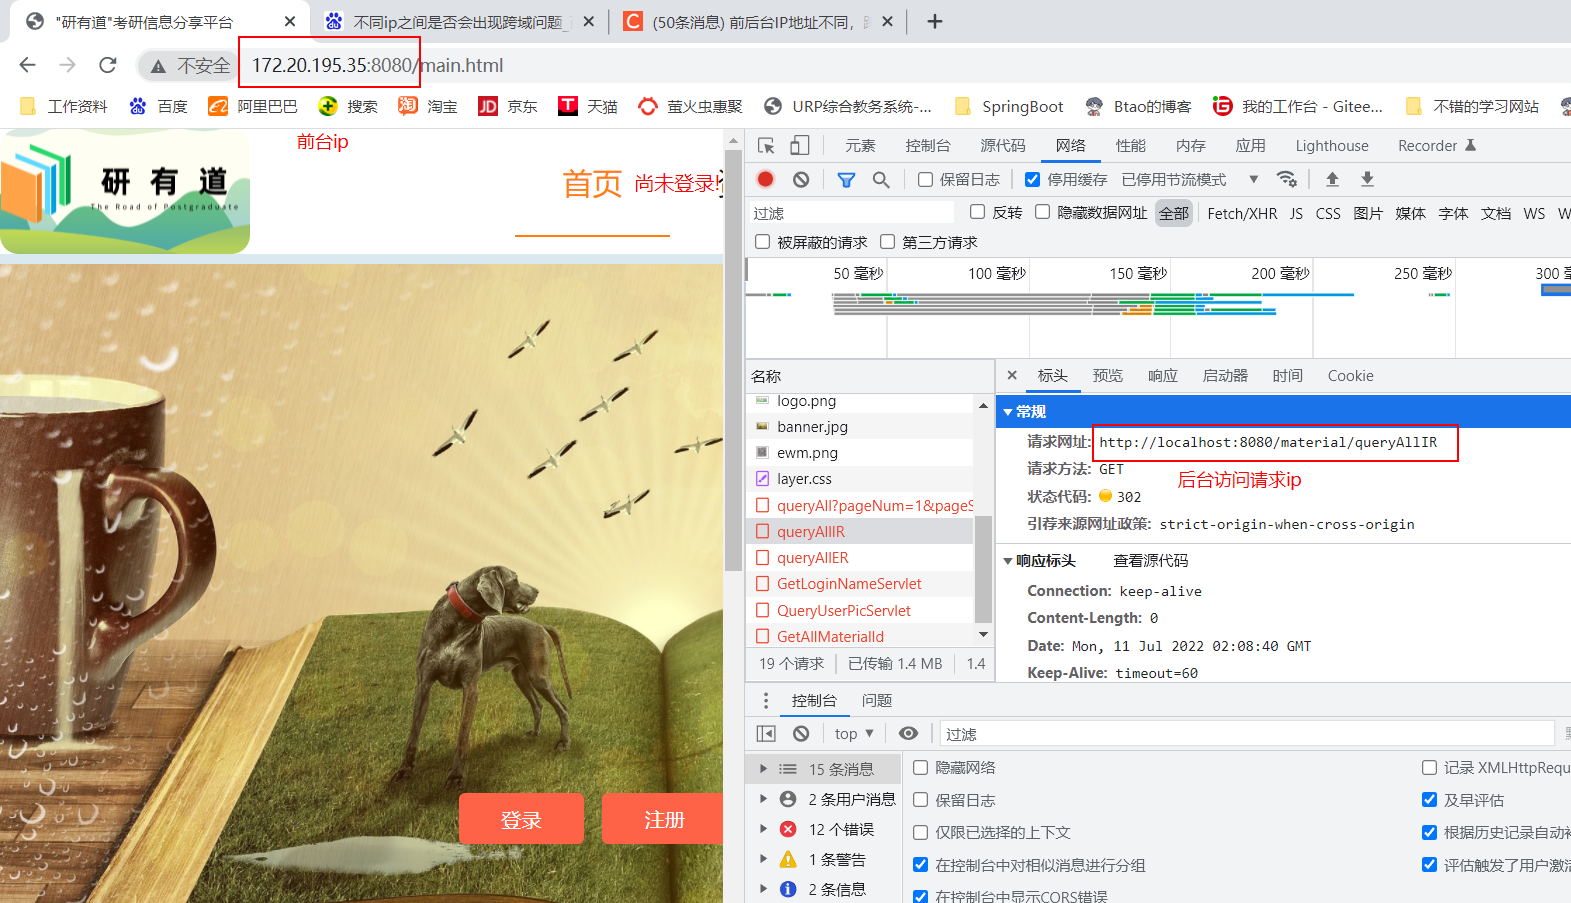 "研有道"考研信息分享平台
不同ip之间是否会出现跨域问题_
(50条消息) 前后台IP地址不同，
不安全
172.20.195.35:8080/main.html
工作资料
百度
阿里巴巴
搜索
淘宝
京东
天猫
萤火虫惠聚
URP综合教务系统-...
SpringBoot
Btao的博客
我的工作台 - Gitee...
不错的学习网站
前台ip
研有道
The Road of Postgraduate
首页
尚未登录!
登录
注册
元素
控制台
源代码
网络
性能
内存
应用
Lighthouse
Recorder
保留日志
停用缓存
已停用节流模式
过滤
反转
隐藏数据网址
全部
Fetch/XHR
JS
CSS
图片
媒体
字体
文档
WS
被屏蔽的请求
第三方请求
50 毫秒
100 毫秒
150 毫秒
200 毫秒
250 毫秒
300 毫
名称
logo.png
banner.jpg
ewm.png
layer.css
queryAll?pageNum=1&pageS
queryAllIR
queryAllER
GetLoginNameServlet
QueryUserPicServlet
GetAllMaterialId
19 个请求
已传输 1.4 MB
1.4
标头
预览
响应
启动器
时间
Cookie
常规
请求网址: http://localhost:8080/material/queryAllIR
请求方法: GET
后台访问请求ip
状态代码: 302
引荐来源网址政策: strict-origin-when-cross-origin
响应标头
查看源代码
Connection: keep-alive
Content-Length: 0
Date: Mon, 11 Jul 2022 02:08:40 GMT
Keep-Alive: timeout=60
控制台
问题
top
过滤
15 条消息
2 条用户消息
12 个错误
1 条警告
2 条信息
隐藏网络
保留日志
仅限已选择的上下文
在控制台中对相似消息进行分组
在控制台中显示CORS错误
记录 XMLHttpRequ
及早评估
根据历史记录自动补
评估触发了用户激活